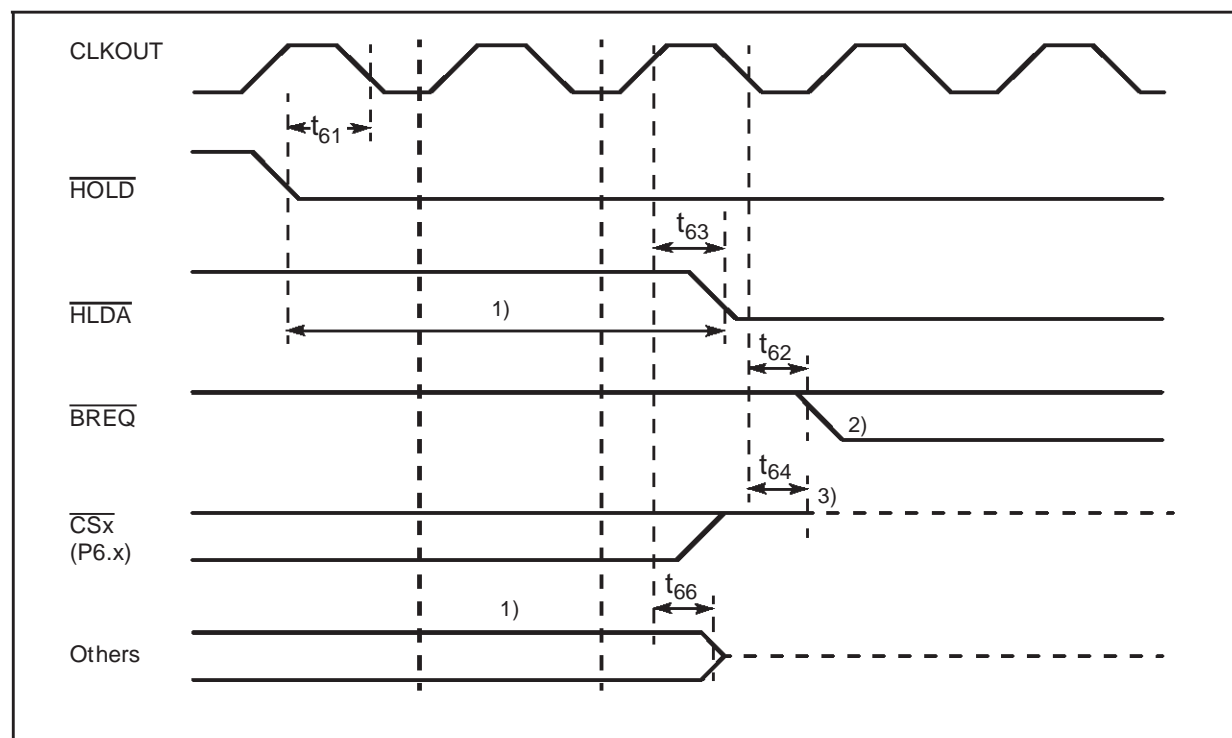 CLKOUT
t61
HOLD
t63
HLDA
1)
t62
BREQ
2)
t64
3)
CSx
(P6.x)
t66
1)
Others